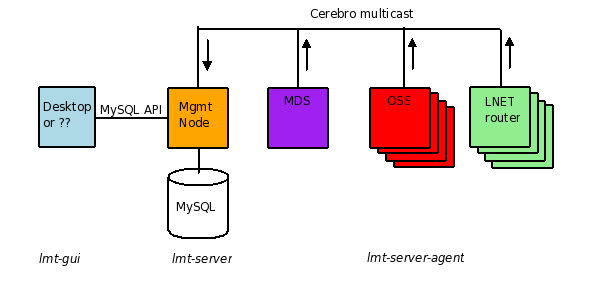 Cerebro multicast
Desktop
or ??
MySQL API
Mgmt
Node
MDS
OSS
LNET
router
MySQL
lmt-gui
lmt-server
lmt-server-agent